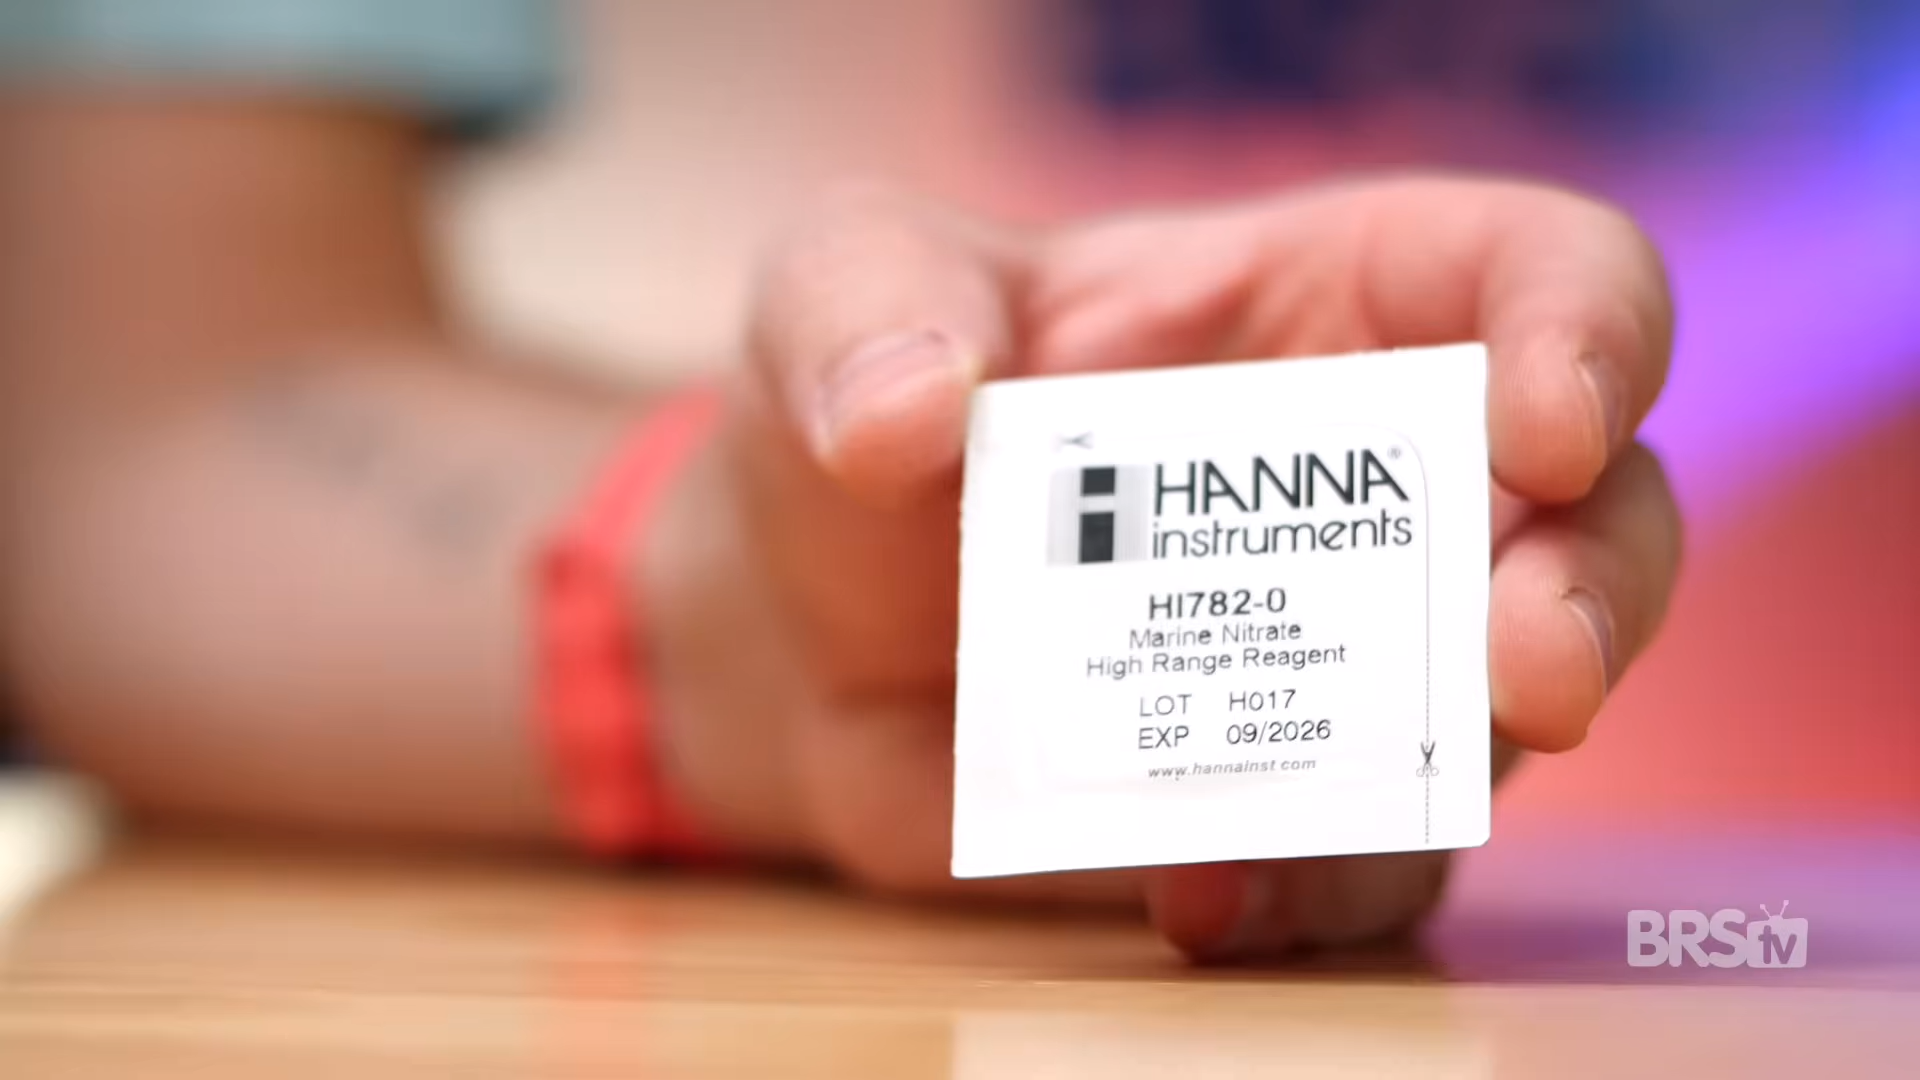 HANNA®
instruments
HI782-0
Marine Nitrate
High Range Reagent
LOT H017
EXP 09/2026
www.hannainst.com
BRStv